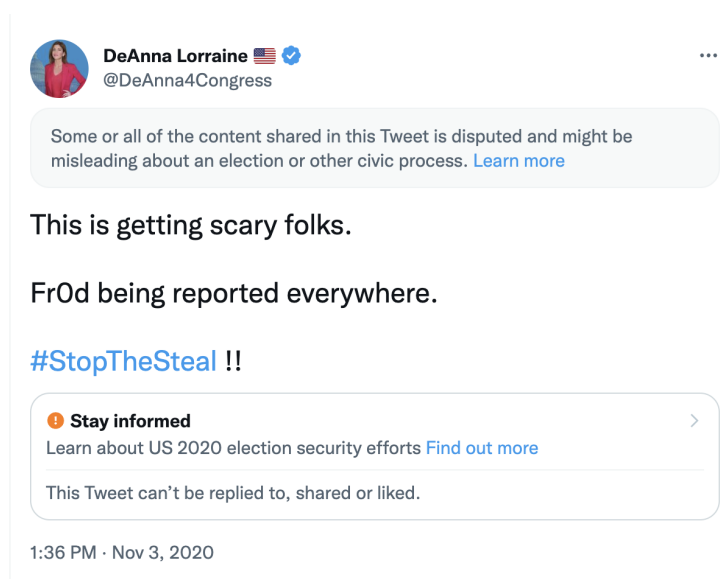 DeAnna Lorraine
@DeAnna4Congress
Some or all of the content shared in this Tweet is disputed and might be
misleading about an election or other civic process. Learn more
This is getting scary folks.
Fr0d being reported everywhere.
#StopTheSteal !!
Stay informed
Learn about US 2020 election security efforts Find out more
This Tweet can’t be replied to, shared or liked.
1:36 PM · Nov 3, 2020